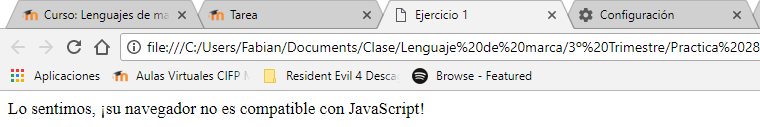 Curso: Lenguajes de ma
Tarea
Ejercicio 1
Configuración
file:///C:/Users/Fabian/Documents/Clase/Lenguaje%20de%20marca/3º%20Trimestre/Practica%2028
Aplicaciones
Aulas Virtuales CIFP
Resident Evil 4 Desca
Browse - Featured
Lo sentimos, ¡su navegador no es compatible con JavaScript!